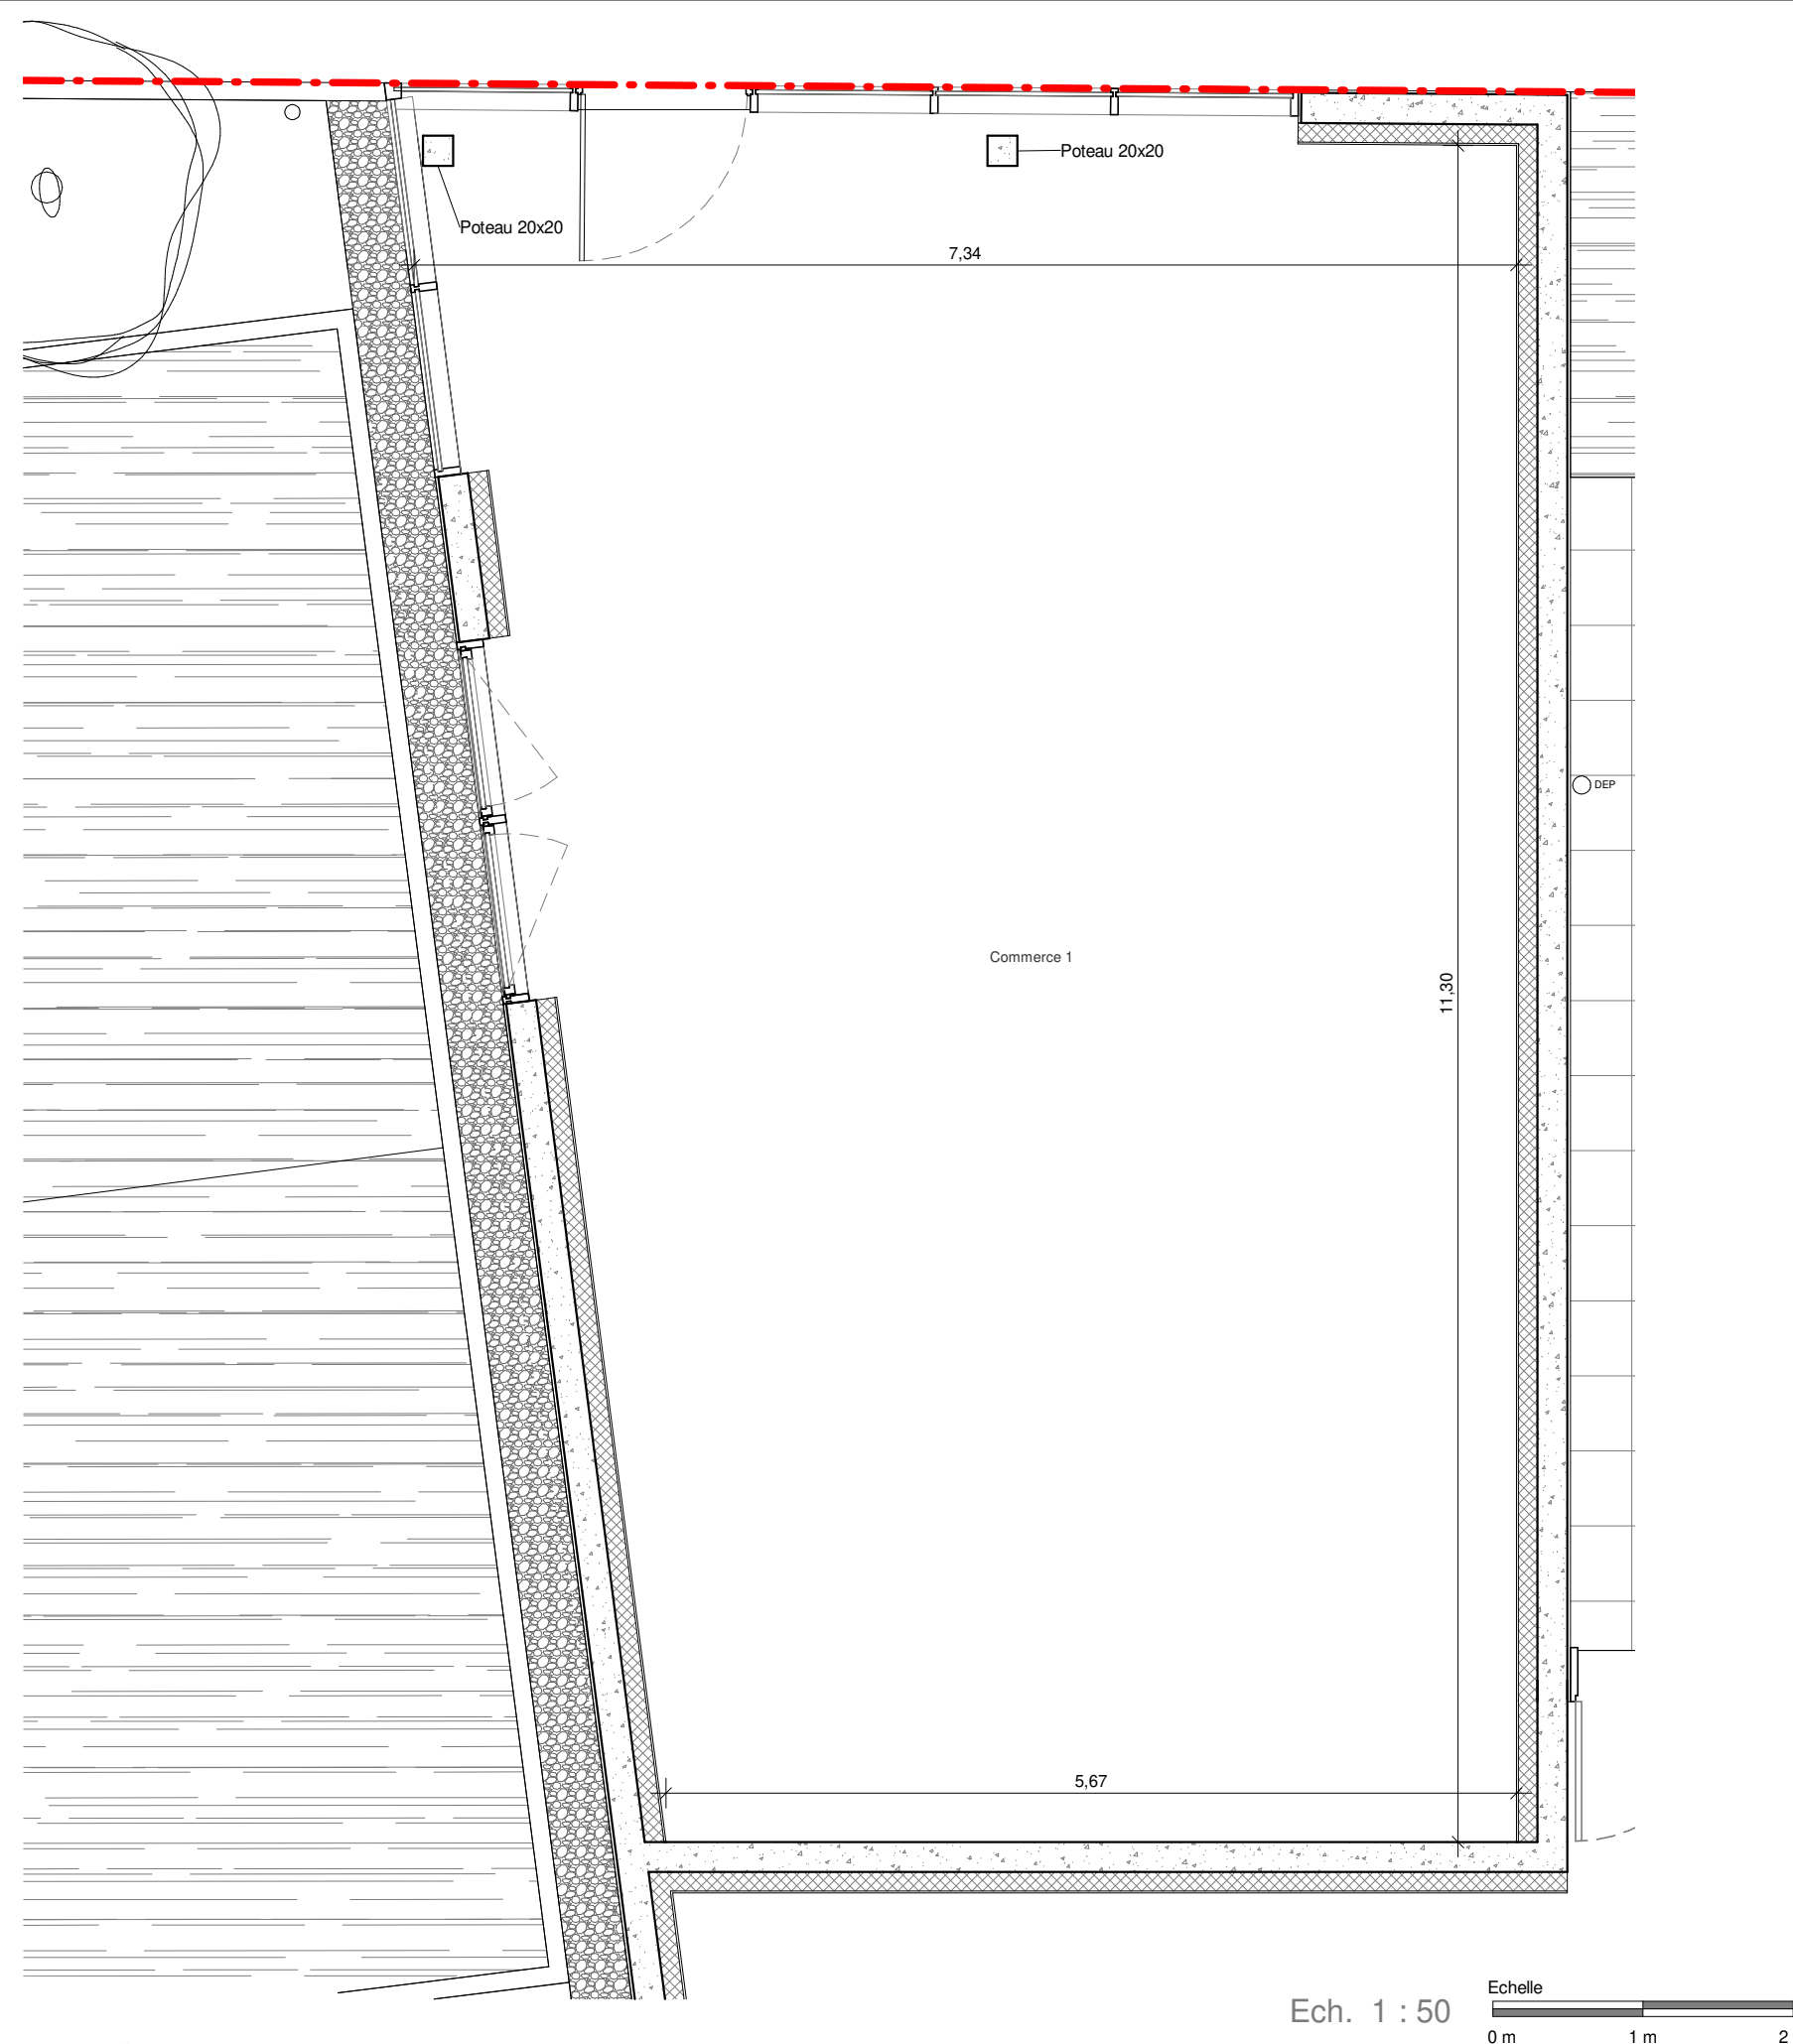 Poteau 20x20
Poteau 20x20
7,34
DEP
Commerce 1
11,30
5,67
Echelle
Ech. 1 : 50
0 m 1 m 2